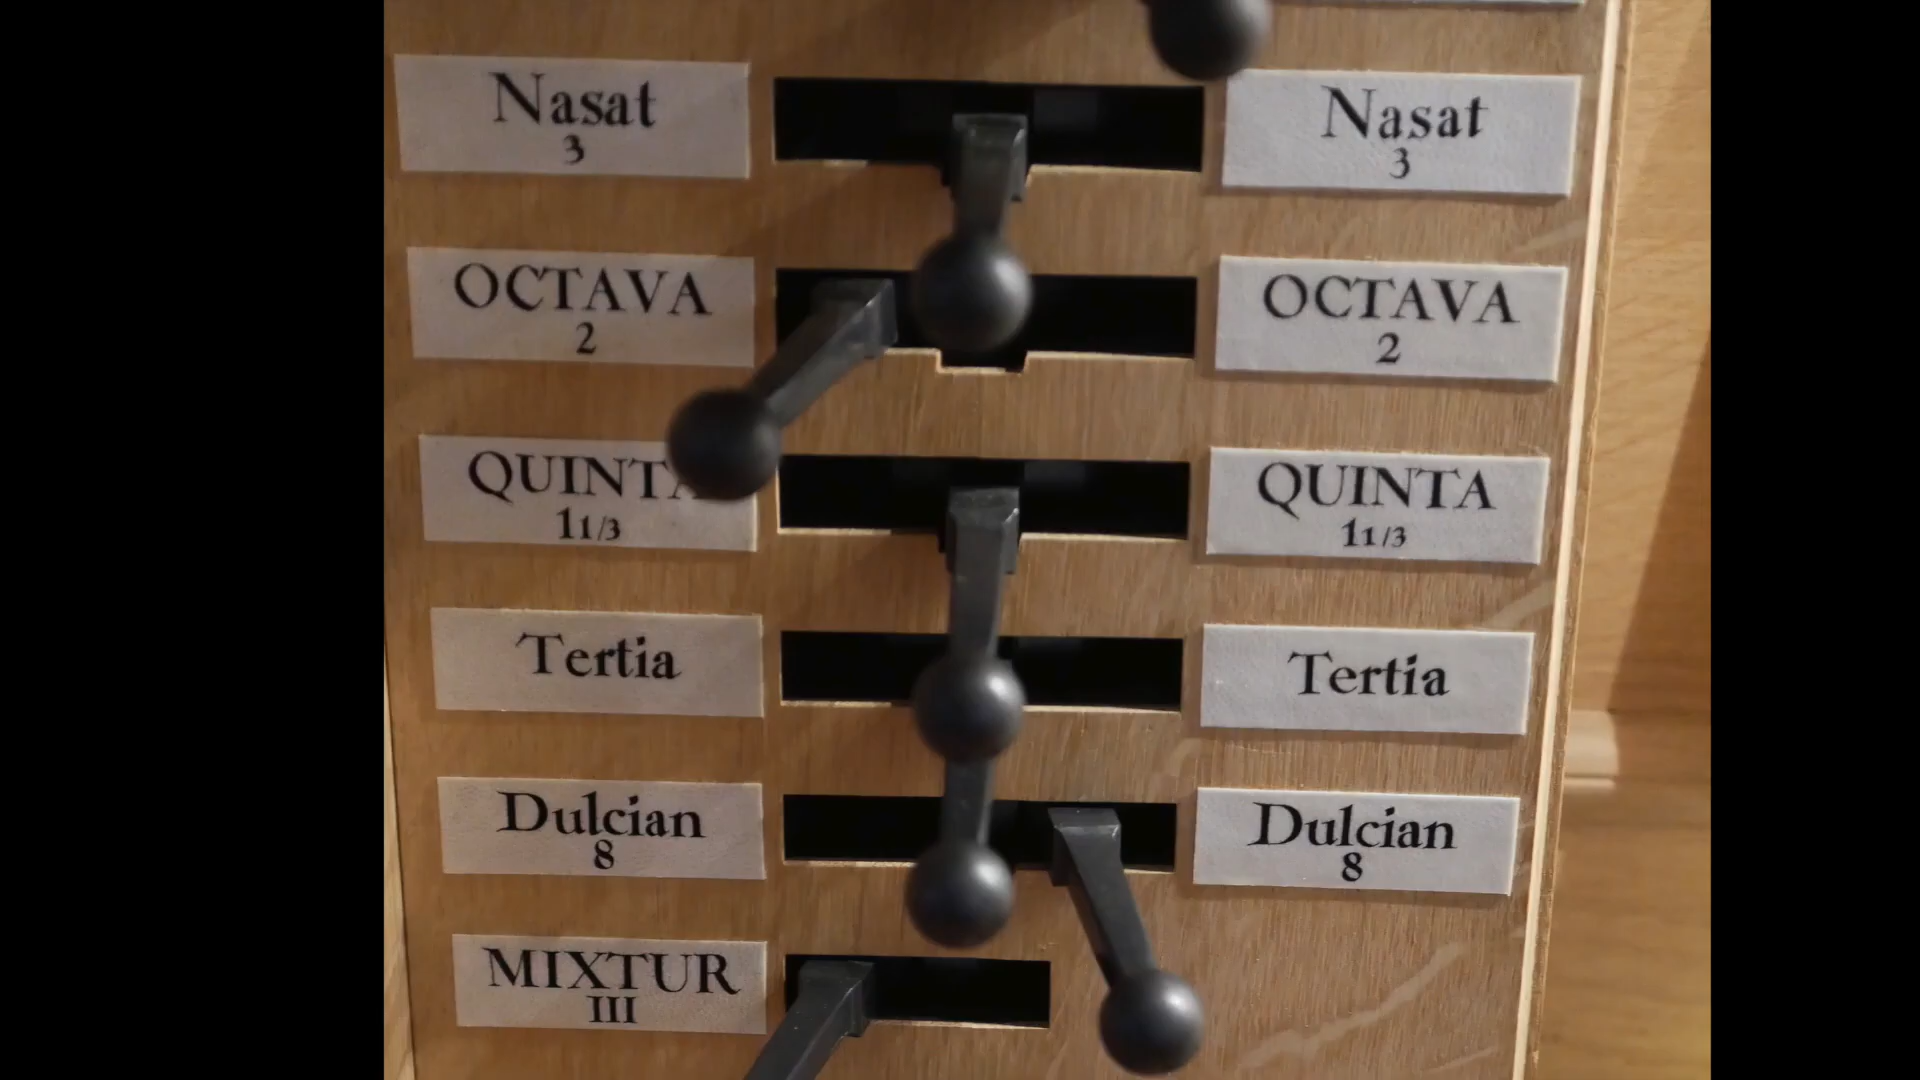 Nasat
3
Nasat
3
OCTAVA
2
OCTAVA
2
QUINTA
11/3
QUINTA
11/3
Tertia
Tertia
Dulcian
8
Dulcian
8
MIXTUR
III